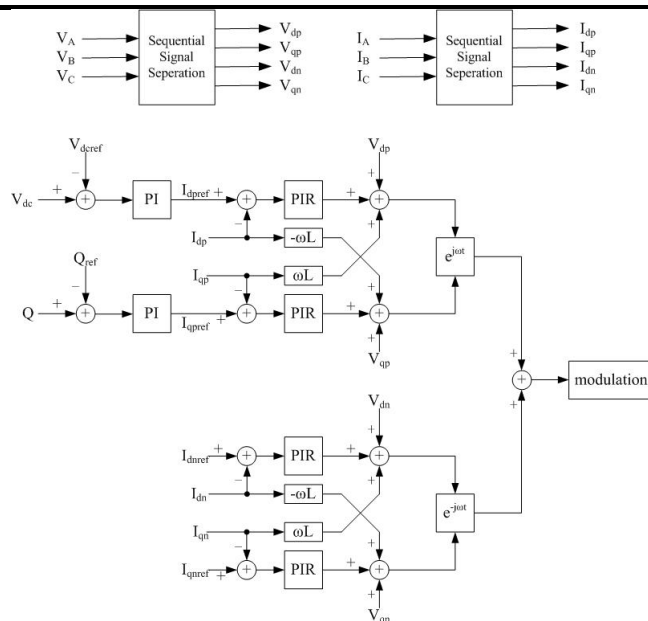 V_A
V_B
V_C
Sequential
Signal
Seperation
V_dp
V_qp
V_dn
V_qn
I_A
I_B
I_C
Sequential
Signal
Seperation
I_dp
I_qp
I_dn
I_qn
V_dcref
V_dp
−
+
V_dc + + PI I_dpref + + PIR + +
−
+
I_dp -ωL
e^jωt
Q_ref
I_qp ωL
−
−
+
Q + + PI I_qpref + + PIR + +
+
V_qp
+
+ modulation
+
V_dn
+
I_dnref + + PIR + +
−
+
I_dn -ωL
e^-jωt
I_qn ωL
−
+
I_qnref + + PIR + +
+
V_qn